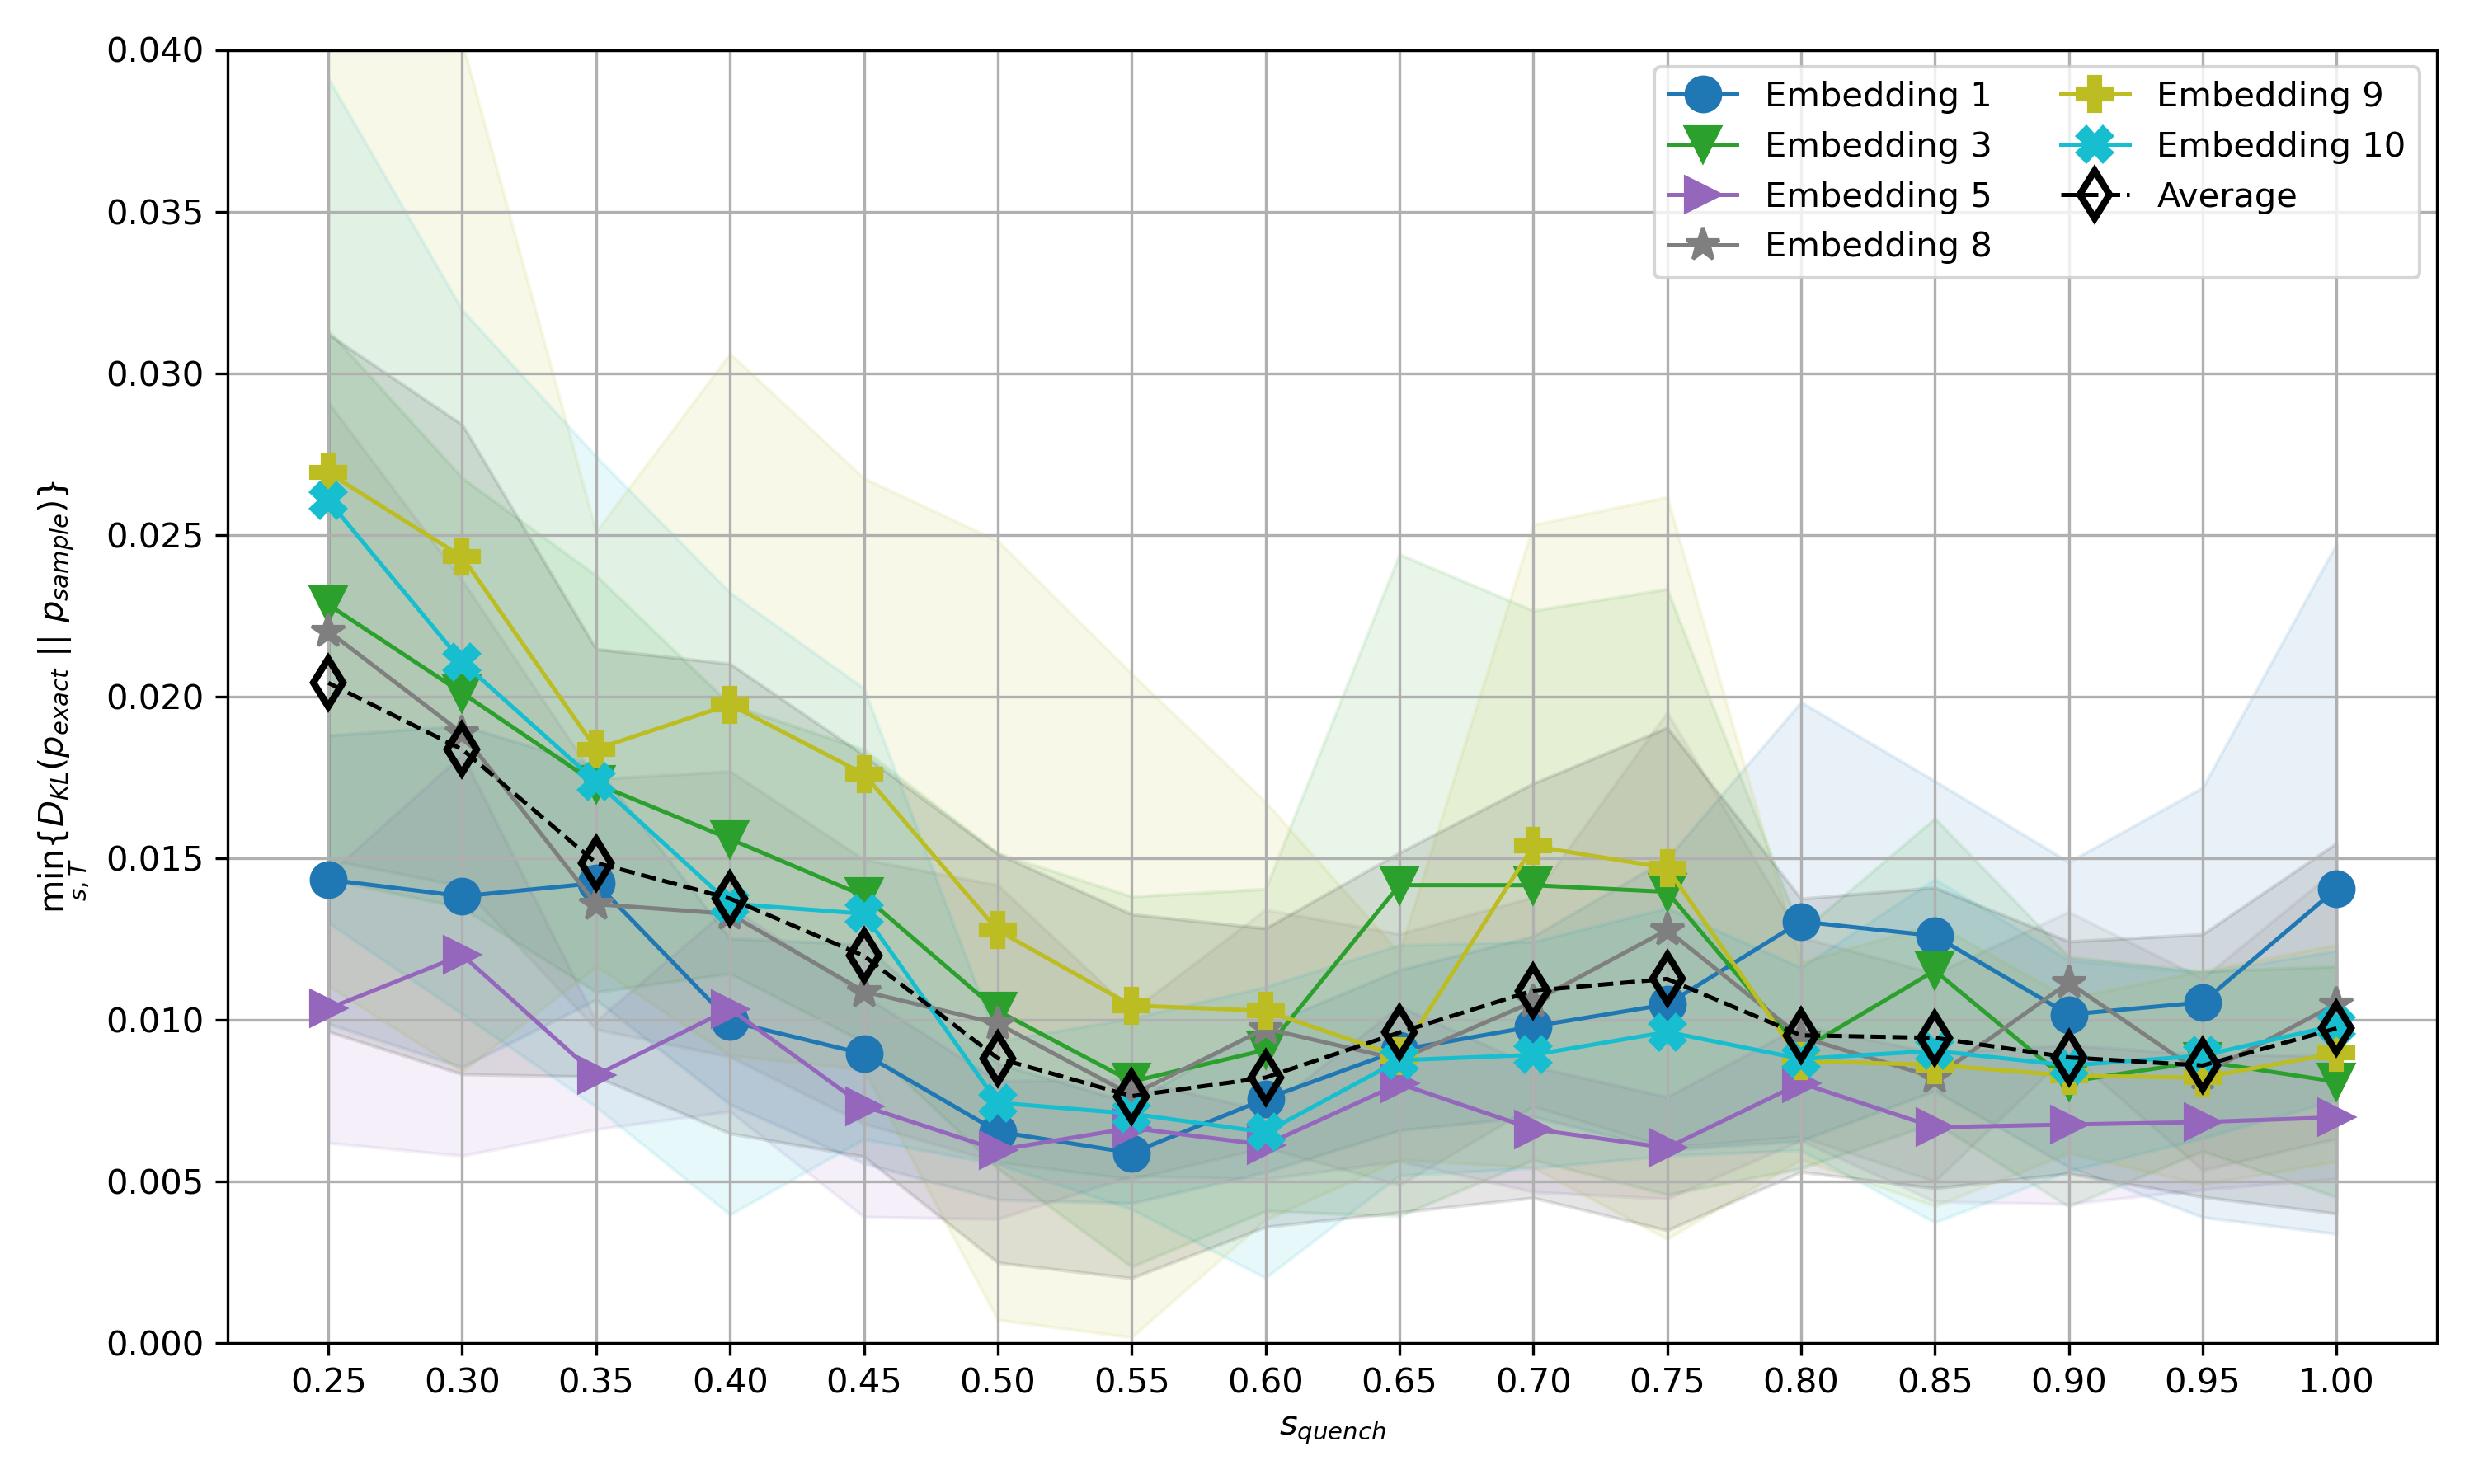 0.040
0.035
0.030
0.025
0.020
0.015
0.010
0.005
0.000
min{D_KL(p_exact || p_sample)}
s, T
Embedding 1
Embedding 3
Embedding 5
Embedding 8
Embedding 9
Embedding 10
Average
0.25 0.30 0.35 0.40 0.45 0.50 0.55 0.60 0.65 0.70 0.75 0.80 0.85 0.90 0.95 1.00
s_quench